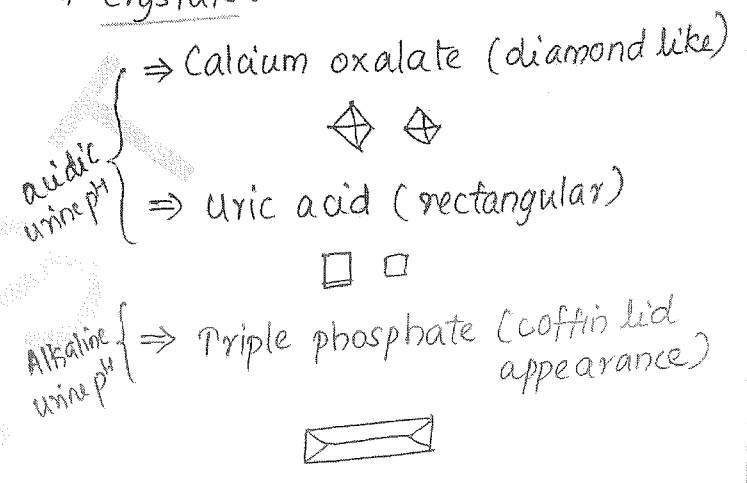 Crystals:
⇒ Calcium oxalate (diamond like)
acidic
urine pH
⇒ Uric acid (rectangular)
Alkaline
urine pH
⇒ Triple phosphate (coffin lid
appearance)